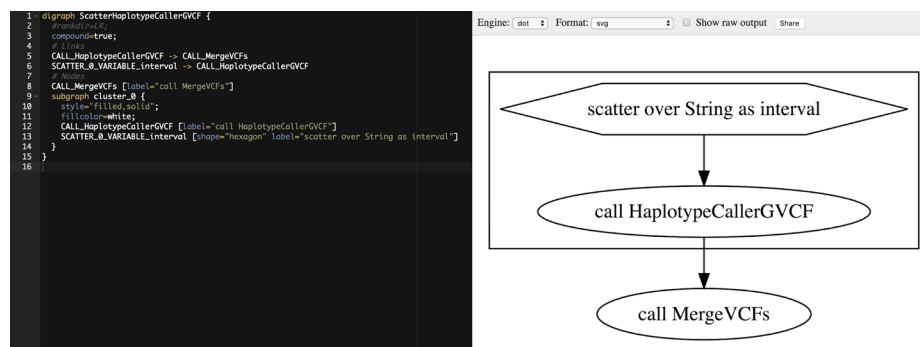 1 digraph ScatterHaplotypeCallerGVCF {
2 #rankdir=LR;
3 compound=true;
4 # Links
5 CALL_HaplotypeCallerGVCF -> CALL_MergeVCFs
6 SCATTER_0_VARIABLE_interval -> CALL_HaplotypeCallerGVCF
7 # Nodes
8 CALL_MergeVCFs [label="call MergeVCFs"]
9 subgraph cluster_0 {
10 style="filled,solid";
11 fillcolor=white;
12 CALL_HaplotypeCallerGVCF [label="call HaplotypeCallerGVCF"]
13 SCATTER_0_VARIABLE_interval [shape="hexagon" label="scatter over String as interval"]
14 }
15 }
16
Engine: dot Format: svg Show raw output Share
scatter over String as interval
call HaplotypeCallerGVCF
call MergeVCFs